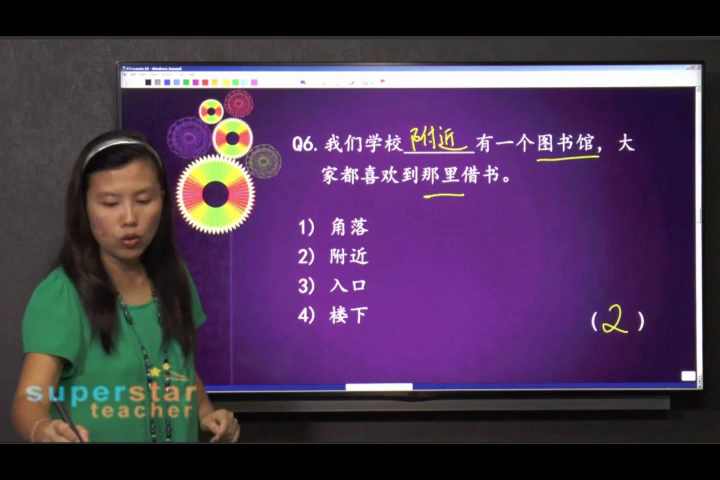 Q6. 我们学校附近有一个图书馆，大
家都喜欢到那里借书。
1) 角落
2) 附近
3) 入口
4) 楼下
(2)
superstar
teacher